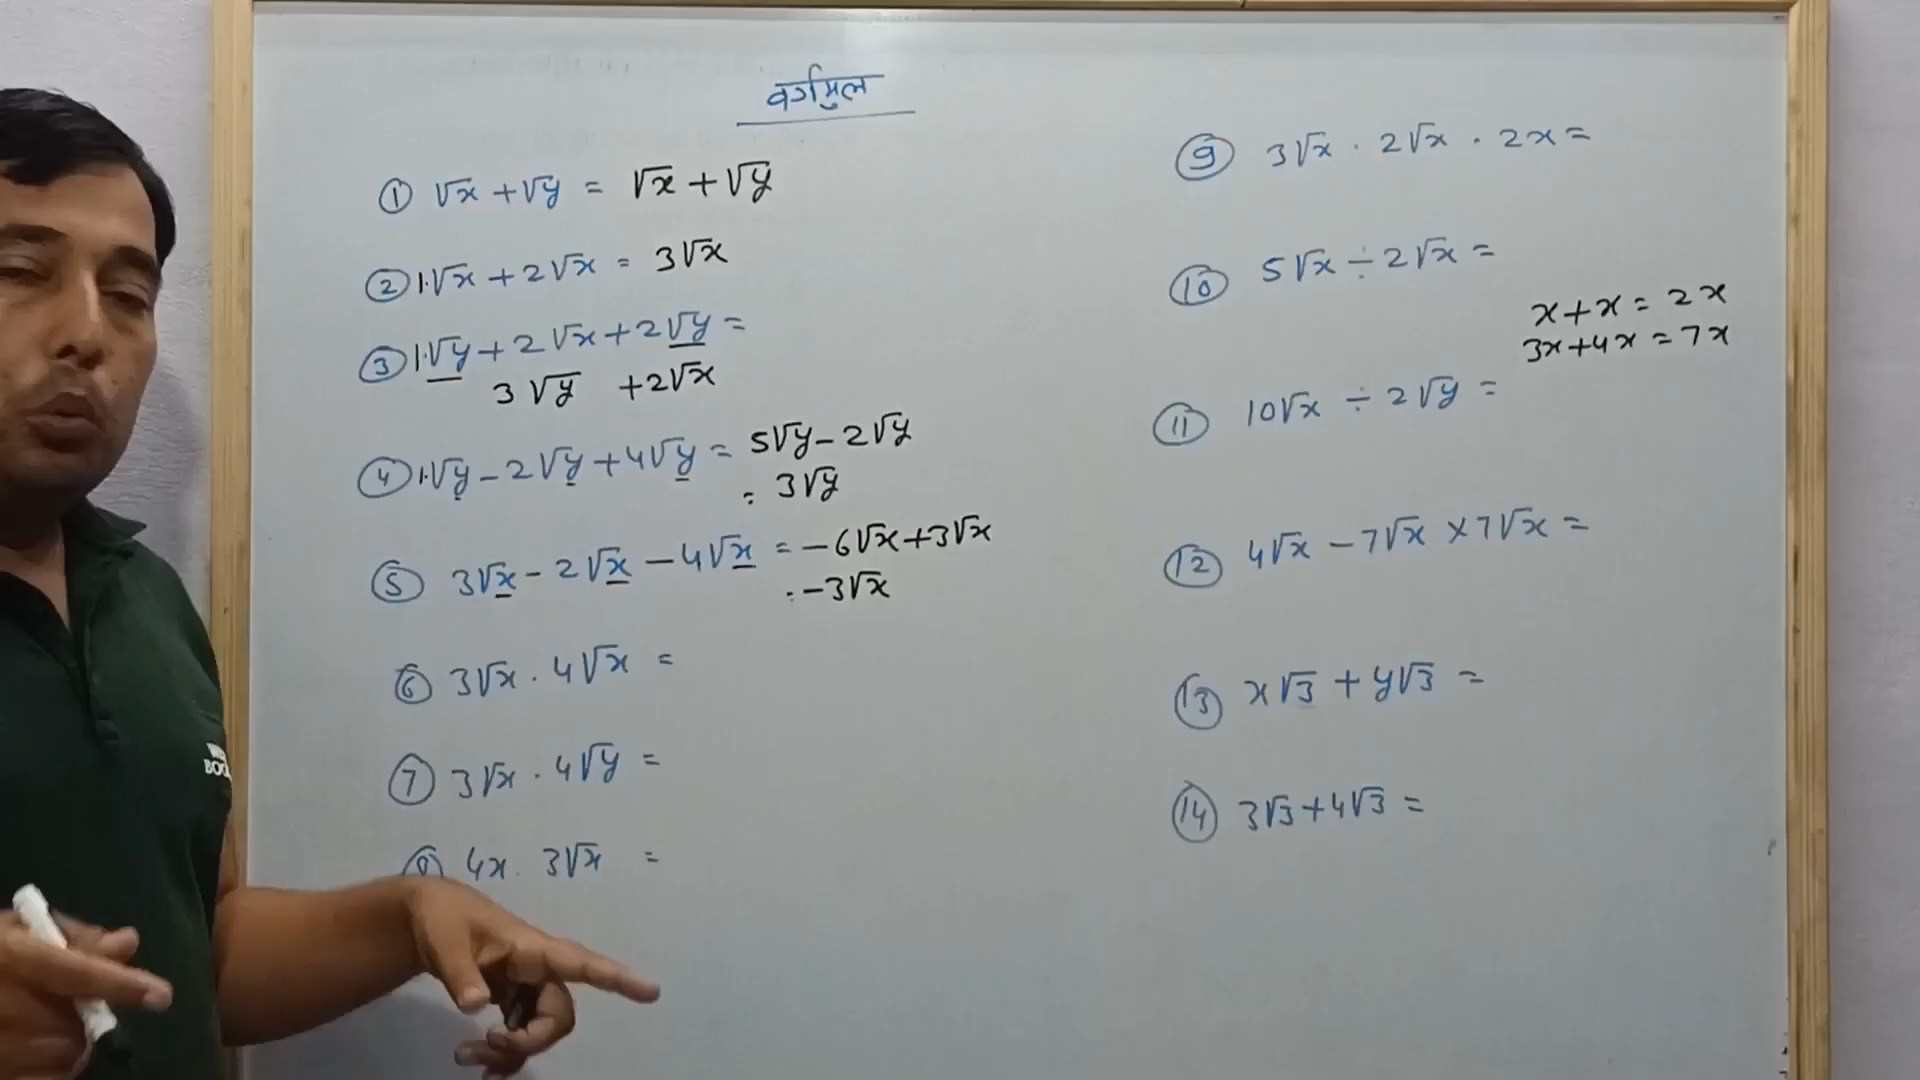 वर्गमुल
① √x + √y = √x + √y
② 1·√x + 2√x = 3√x
③ 1·√y + 2√x + 2√y =
3√y + 2√x
④ 1·√y - 2√y + 4√y = 5√y - 2√y
= 3√y
⑤ 3√x - 2√x - 4√x = -6√x + 3√x
= -3√x
⑥ 3√x · 4√x =
⑦ 3√x · 4√y =
4x · 3√x =
⑨ 3√x · 2√x · 2x =
⑩ 5√x ÷ 2√x =
x + x = 2x
3x + 4x = 7x
⑪ 10√x ÷ 2√y =
⑫ 4√x - 7√x × 7√x =
⑬ x√3 + y√3 =
⑭ 3√3 + 4√3 =